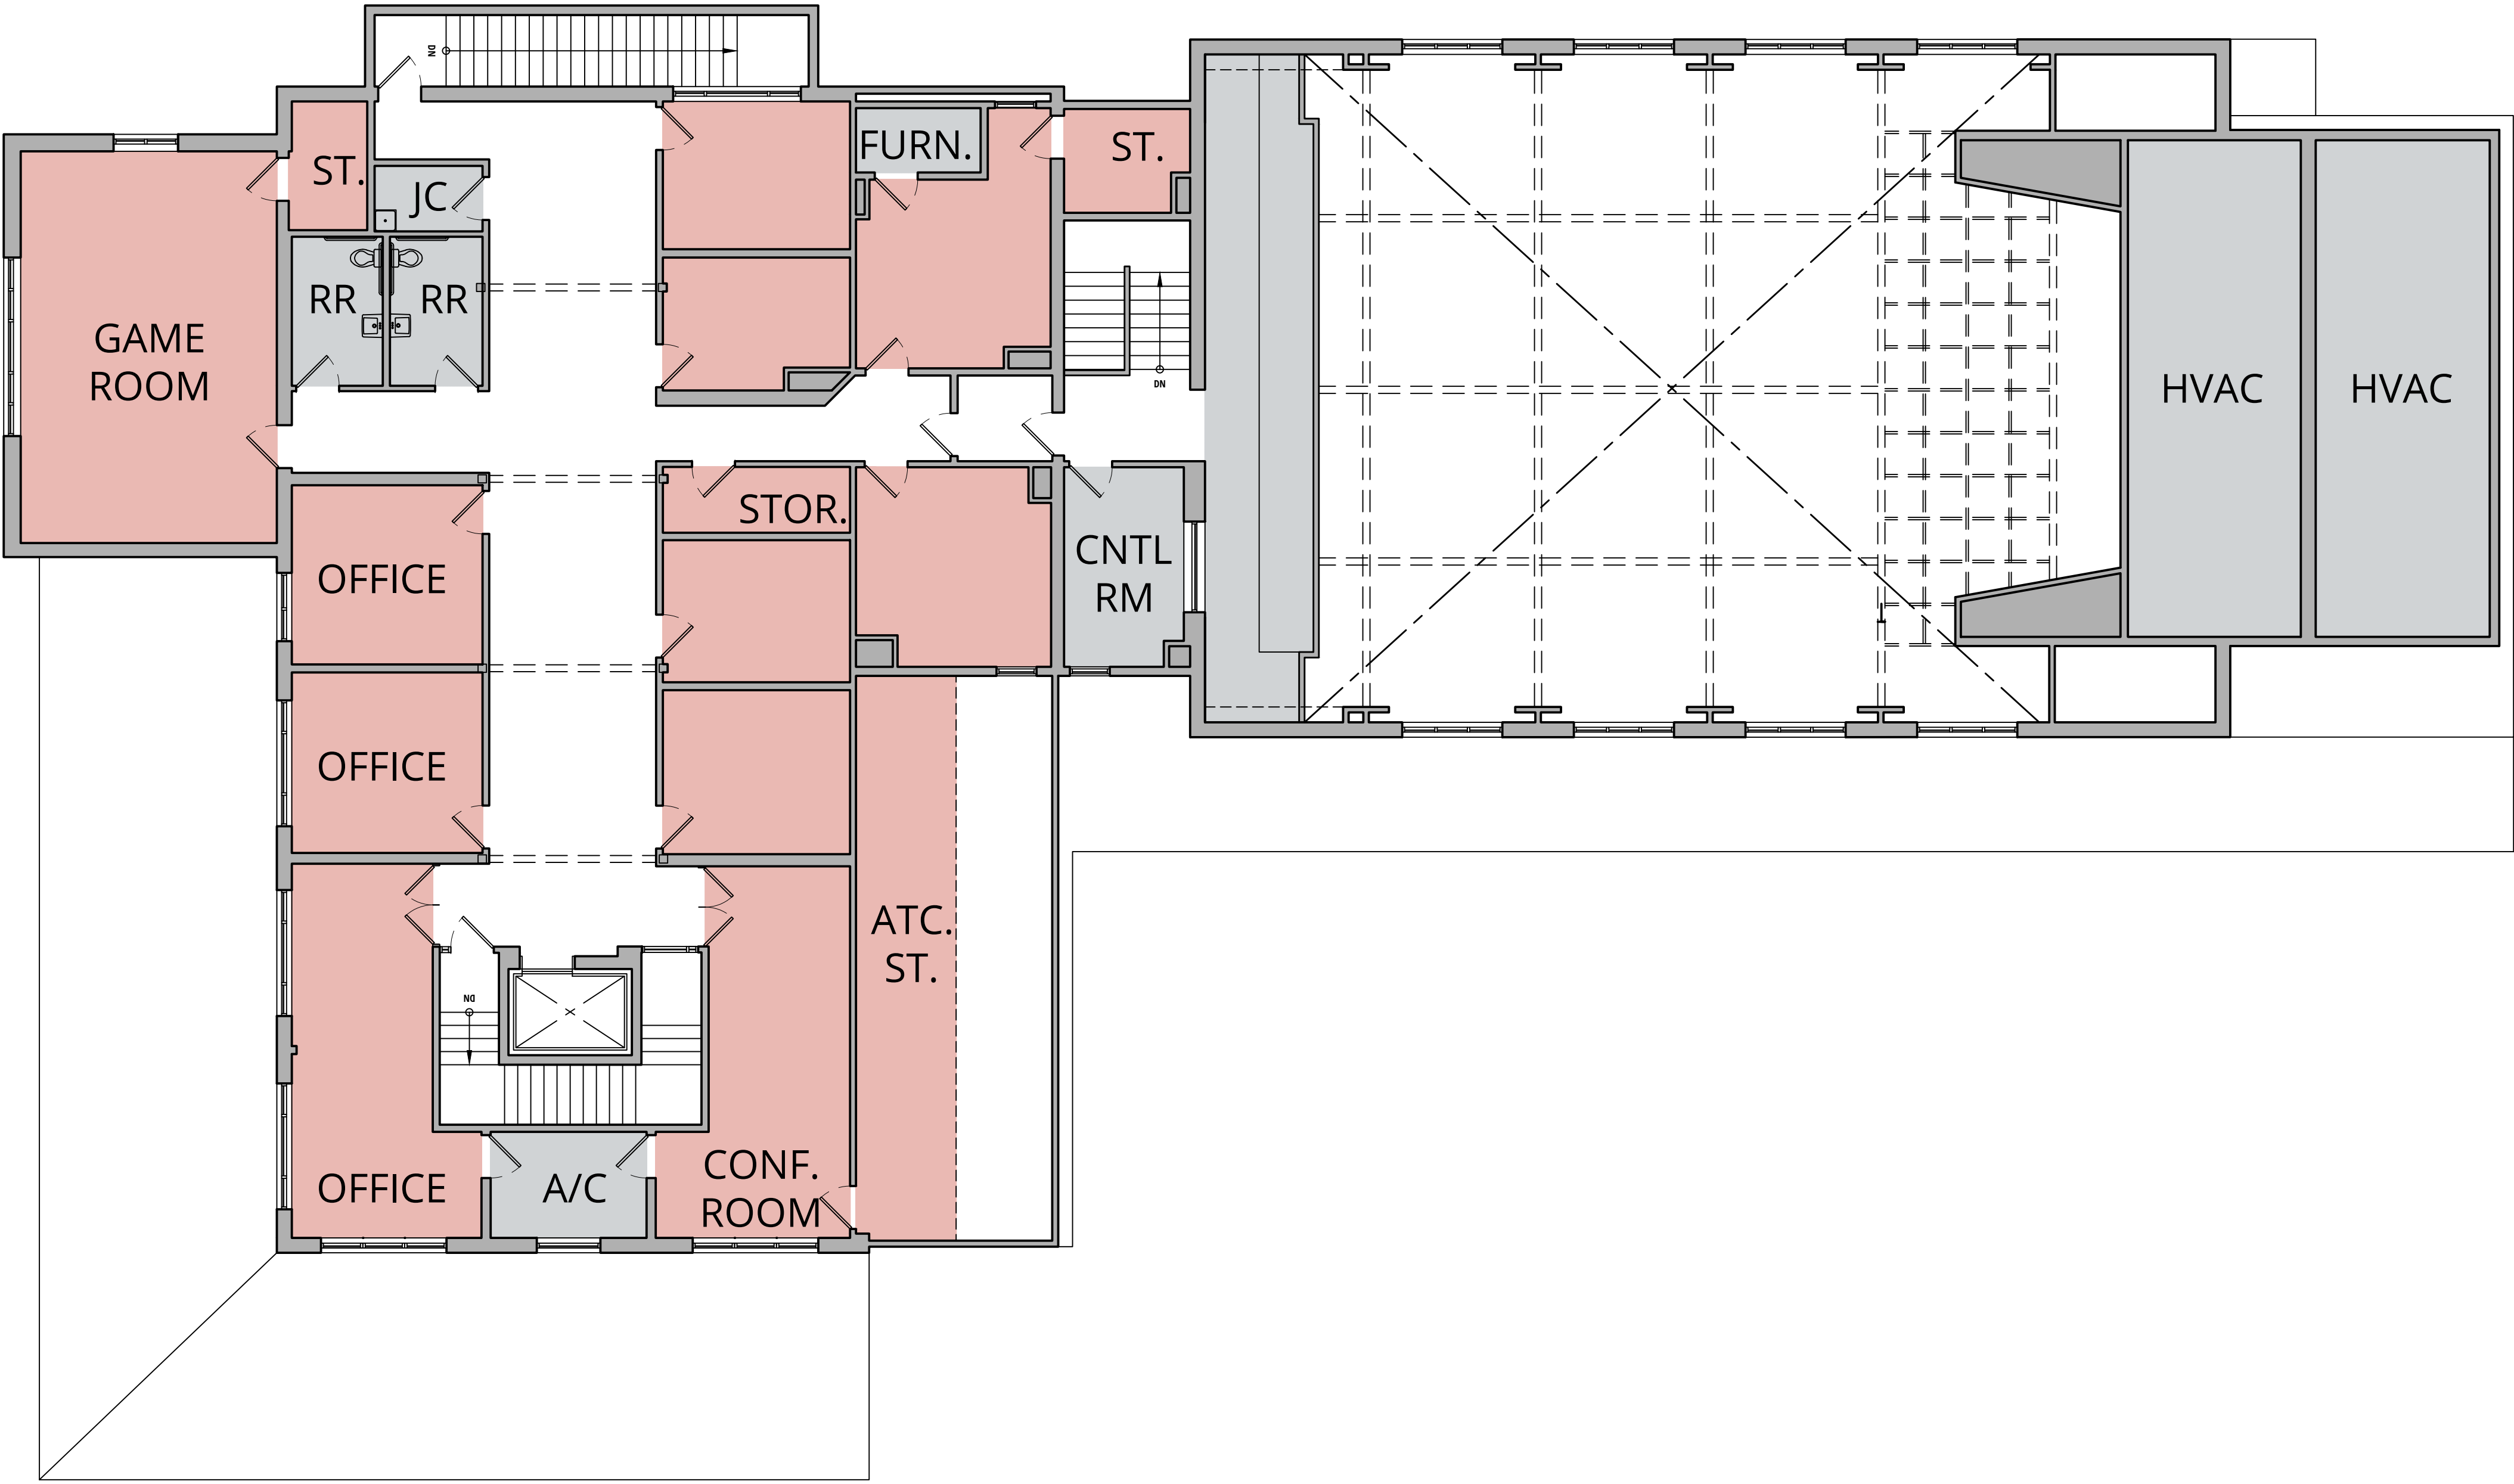 DN
ST.
JC
FURN.
ST.
RR
RR
GAME
ROOM
DN
HVAC
HVAC
STOR.
OFFICE
CNTL
RM
OFFICE
ATC.
ST.
DN
OFFICE
A/C
CONF.
ROOM